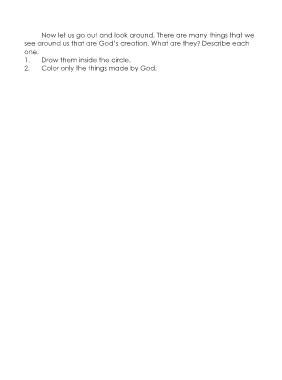 Now let us go out and look around. There are many things that we
see around us that are God's creation. What are they? Describe each
one.
1. Draw them inside the circle.
2. Color only the things made by God.